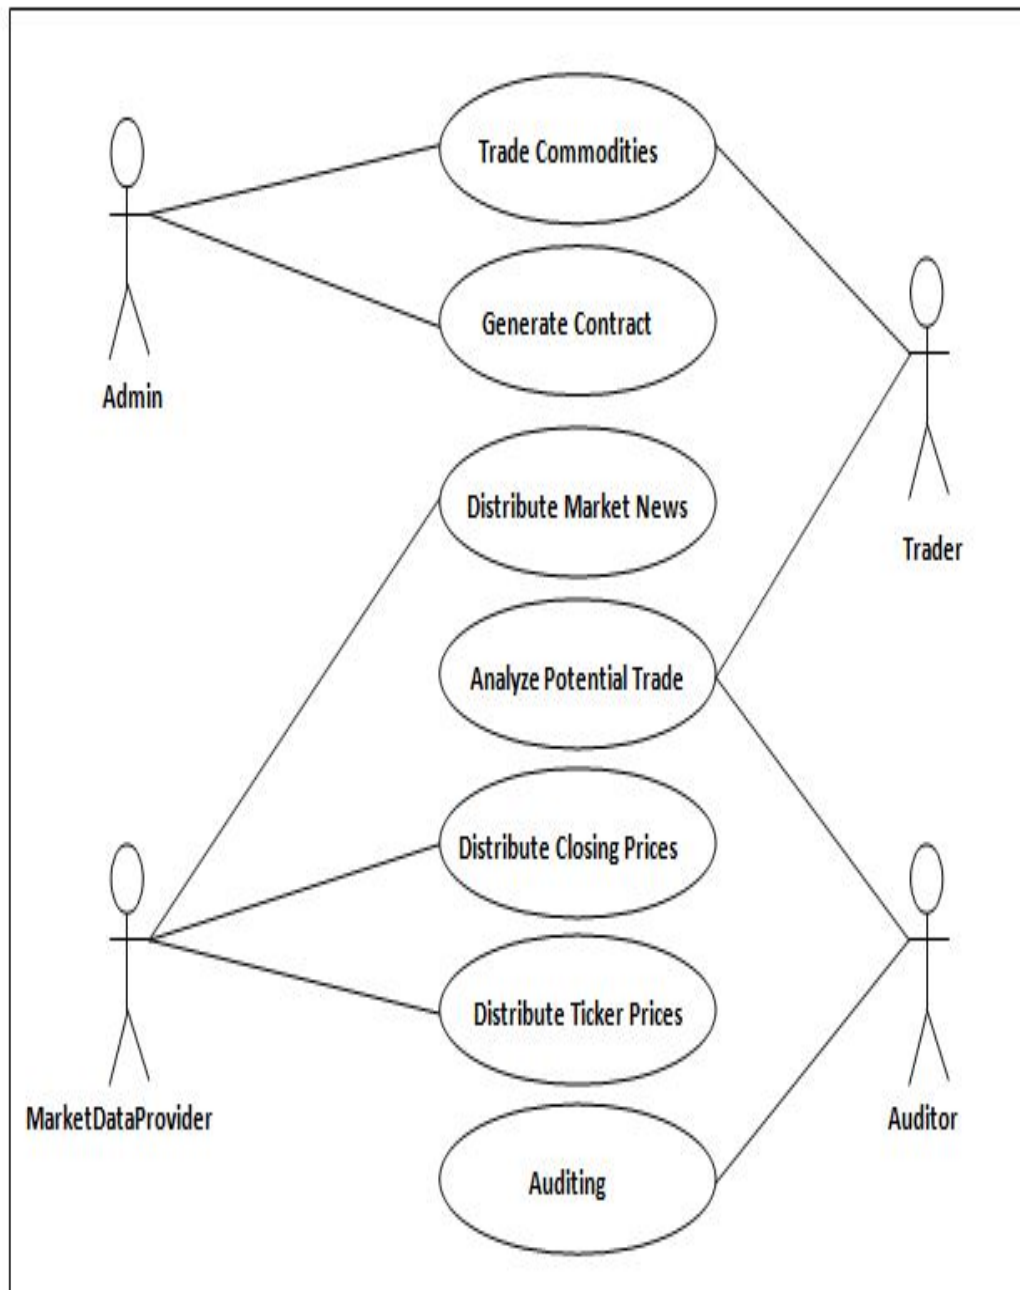 Trade Commodities
Generate Contract
Admin
Distribute Market News
Trader
Analyze Potential Trade
Distribute Closing Prices
Distribute Ticker Prices
MarketDataProvider
Auditor
Auditing